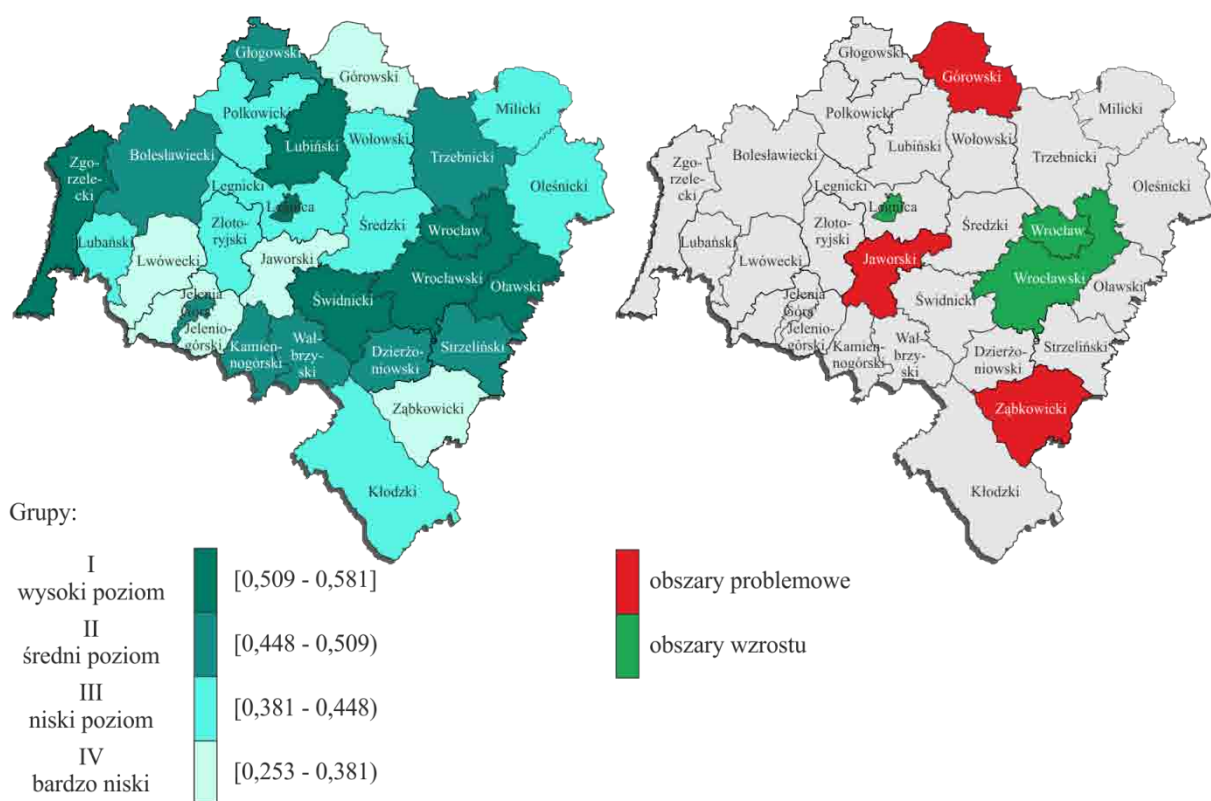 Głogowski
Górowski
Polkowicki
Milicki
Lubiński
Wołowski
Trzebnicki
Bolesławiecki
Zgo-
rzelec-
ki
Oleśnicki
Legnicki
Legnica
Średzki
Złoto-
ryjski
Wrocław
Lubański
Lwówecki
Jaworski
Wrocławski
Oławski
Świdnicki
Jelenia
Góra
Jelenio-
górski
Kamien-
nogórski
Wał-
brzy-
ski
Dzierżo-
niowski
Strzeliński
Ząbkowicki
Kłodzki
Głogowski
Górowski
Polkowicki
Milicki
Lubiński
Wołowski
Trzebnicki
Bolesławiecki
Zgo-
rzelec-
ki
Oleśnicki
Legnicki
Legnica
Średzki
Złoto-
ryjski
Wrocław
Lubański
Lwówecki
Jaworski
Wrocławski
Oławski
Świdnicki
Jelenia
Góra
Jelenio-
górski
Kamien-
nogórski
Wał-
brzy-
ski
Dzierżo-
niowski
Strzeliński
Ząbkowicki
Kłodzki
Grupy:
I
wysoki poziom
[0,509 - 0,581]
II
średni poziom
[0,448 - 0,509)
III
niski poziom
[0,381 - 0,448)
IV
bardzo niski
[0,253 - 0,381)
obszary problemowe
obszary wzrostu